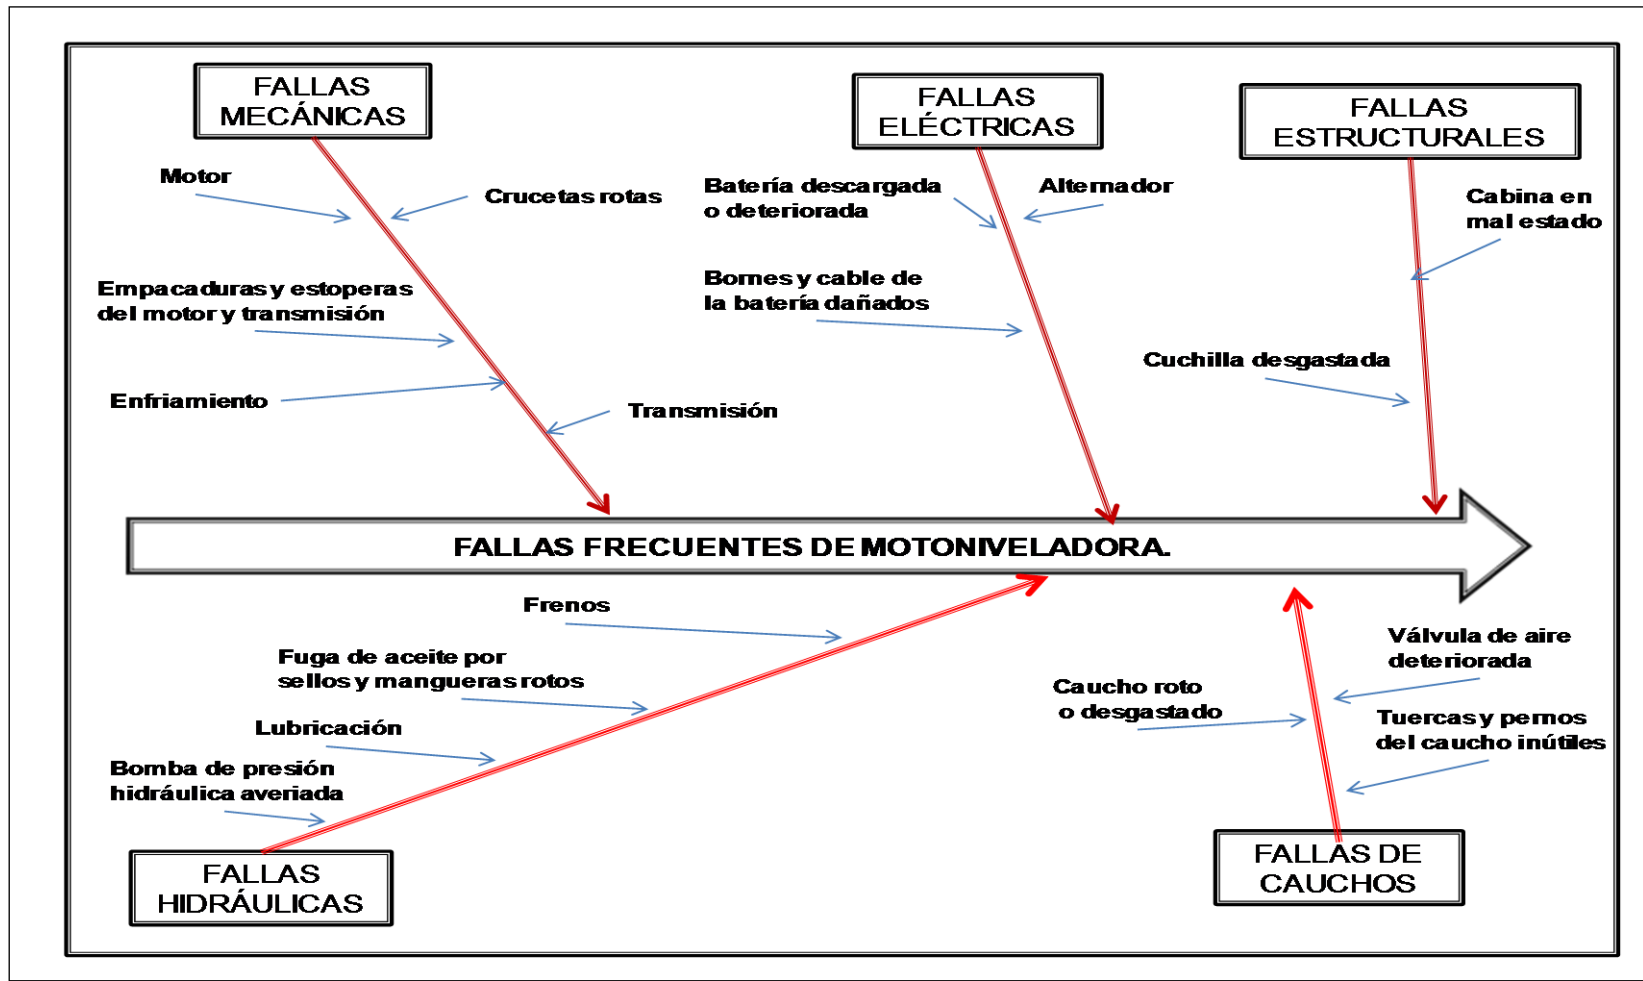 FALLAS
MECÁNICAS
FALLAS
ELÉCTRICAS
FALLAS
ESTRUCTURALES
Motor
Crucetas rotas
Batería descargada
o deteriorada
Alternador
Cabina en
mal estado
Empacaduras y estoperas
del motor y transmisión
Bornes y cable de
la batería dañados
Cuchilla desgastada
Enfriamiento
Transmisión
FALLAS FRECUENTES DE MOTONIVELADORA.
Frenos
Fuga de aceite por
sellos y mangueras rotos
Lubricación
Bomba de presión
hidráulica averiada
Válvula de aire
deteriorada
Caucho roto
o desgastado
Tuercas y pernos
del caucho inútiles
FALLAS
HIDRÁULICAS
FALLAS DE
CAUCHOS